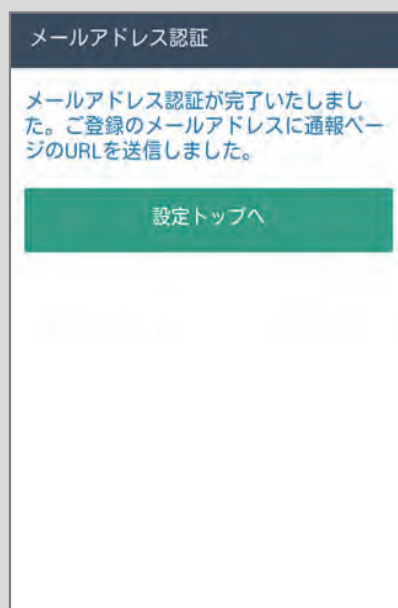 メールアドレス認証
メールアドレス認証が完了いたしまし
た。ご登録のメールアドレスに通報ペー
ジのURLを送信しました。
設定トップへ